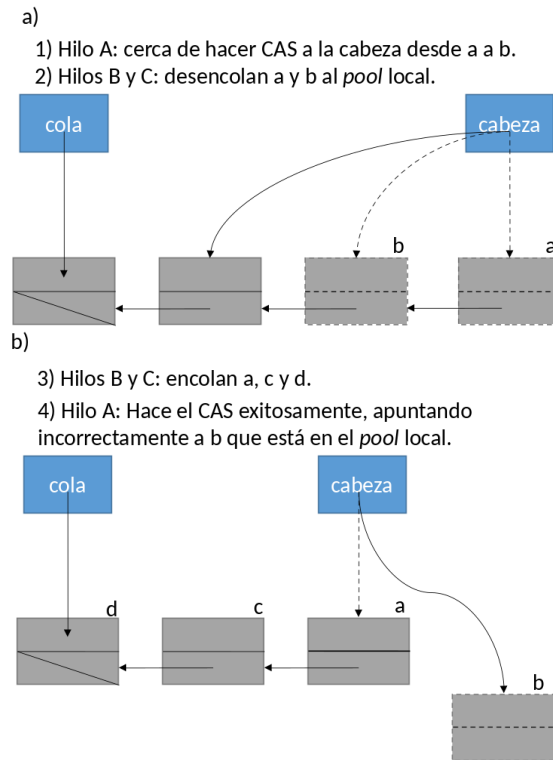 a)
1) Hilo A: cerca de hacer CAS a la cabeza desde a a b.
2) Hilos B y C: desencolan a y b al pool local.
cola
cabeza
b
a
b)
3) Hilos B y C: encolan a, c y d.
4) Hilo A: Hace el CAS exitosamente, apuntando
incorrectamente a b que está en el pool local.
cola
cabeza
d
c
a
b